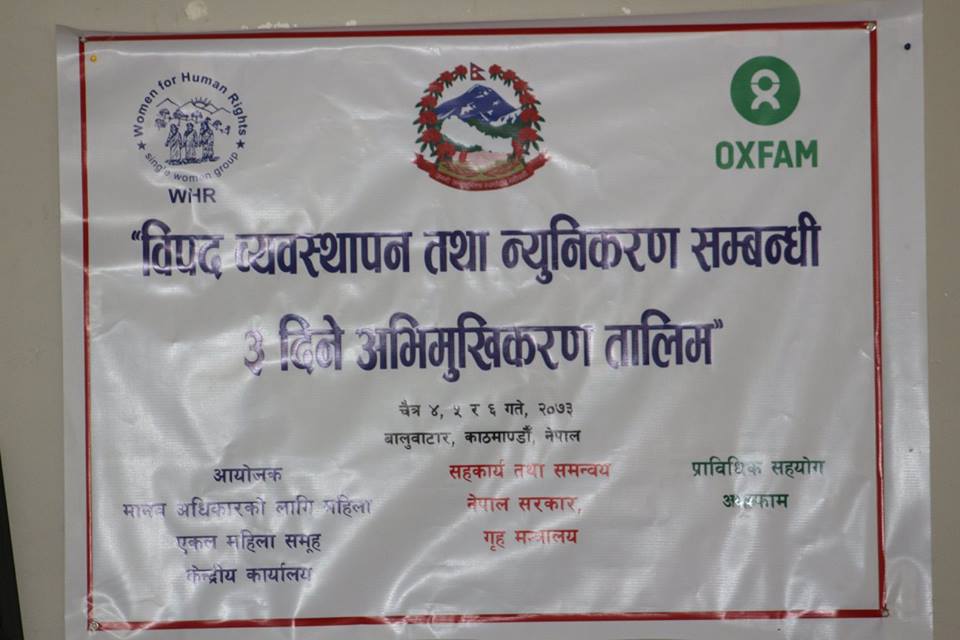 Women for Human Rights
single women group
WHR
OXFAM
"विपद व्यवस्थापन तथा न्युनिकरण सम्बन्धी
३ दिने अभिमुखिकरण तालिम"
चैत्र ४, ५ र ६ गते, २०७३
बालुवाटार, काठमाण्डौं, नेपाल
आयोजक
मानव अधिकारको लागि महिला
एकल महिला समूह
केन्द्रीय कार्यालय
सहकार्य तथा समन्वय
नेपाल सरकार,
गृह मन्त्रालय
प्राविधिक सहयोग
अक्सफाम